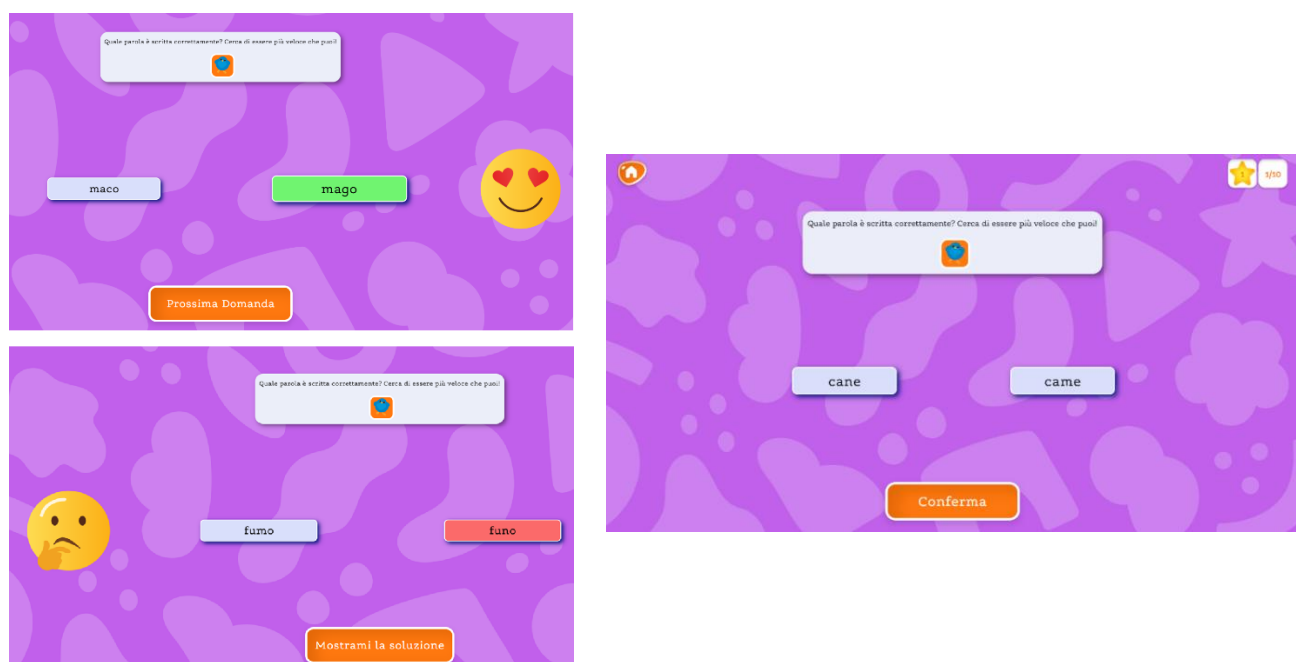 Quale parola è scritta correttamente? Cerca di essere più veloce che puoi!
maco
mago
Prossima Domanda
Quale parola è scritta correttamente? Cerca di essere più veloce che puoi!
fumo
funo
Mostrami la soluzione
1
1/10
Quale parola è scritta correttamente? Cerca di essere più veloce che puoi!
cane
came
Conferma